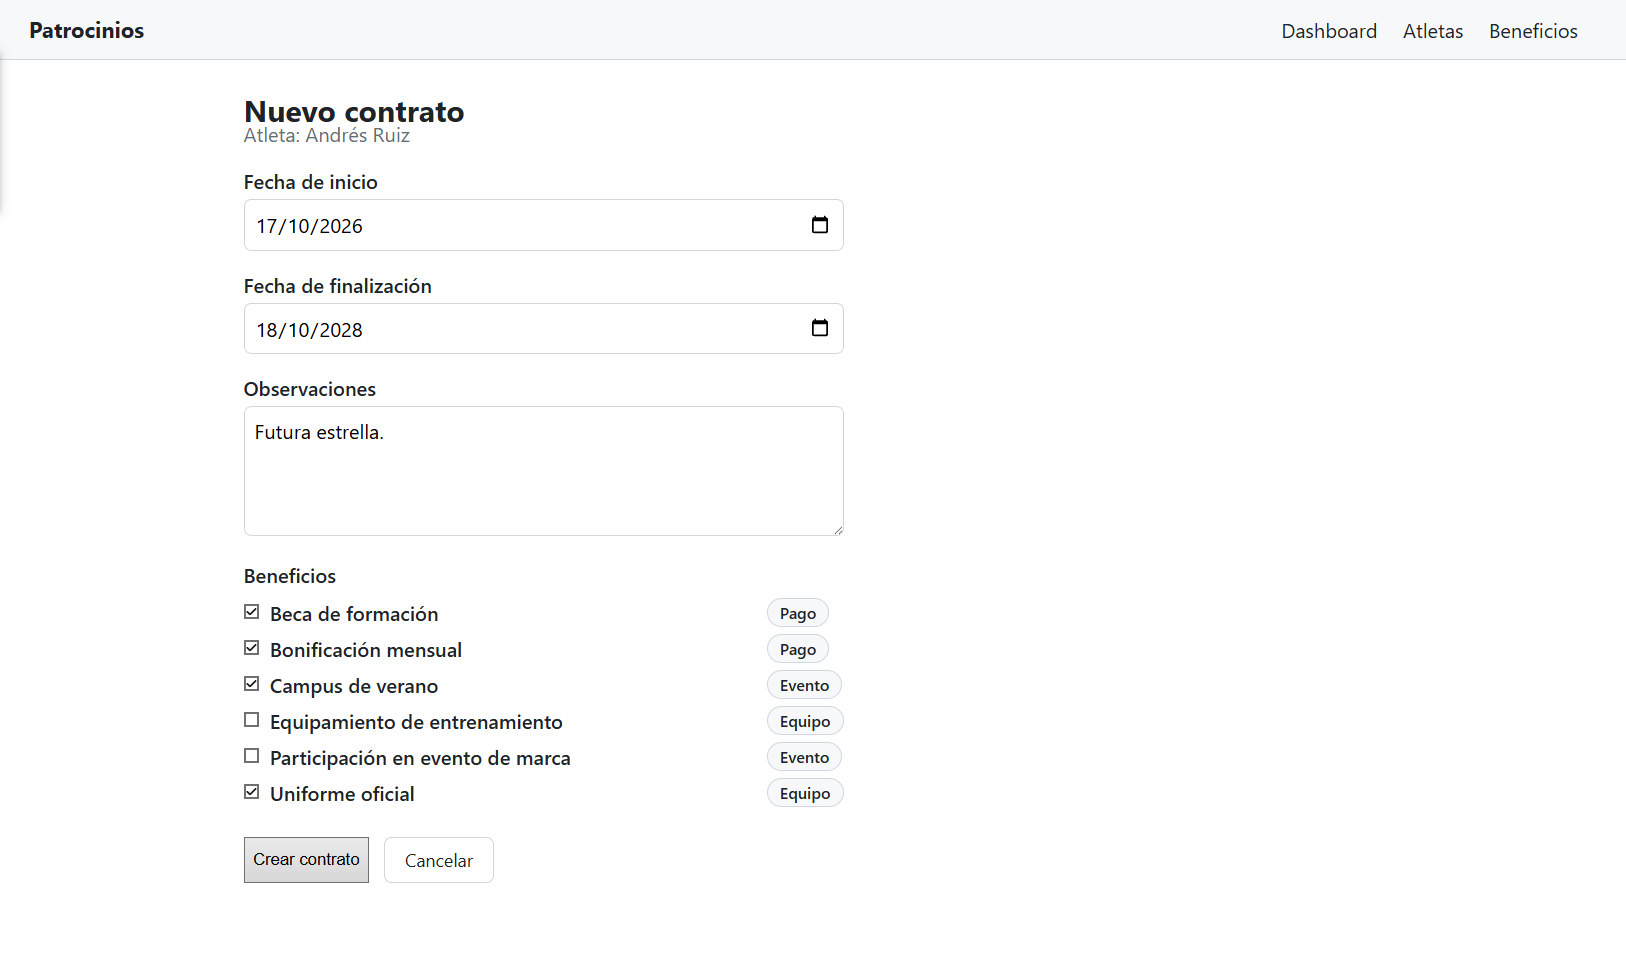 Patrocinios
Dashboard Atletas Beneficios
Nuevo contrato
Atleta: Andrés Ruiz
Fecha de inicio
17/10/2026
Fecha de finalización
18/10/2028
Observaciones
Futura estrella.
Beneficios
Beca de formación Pago
Bonificación mensual Pago
Campus de verano Evento
Equipamiento de entrenamiento Equipo
Participación en evento de marca Evento
Uniforme oficial Equipo
Crear contrato Cancelar